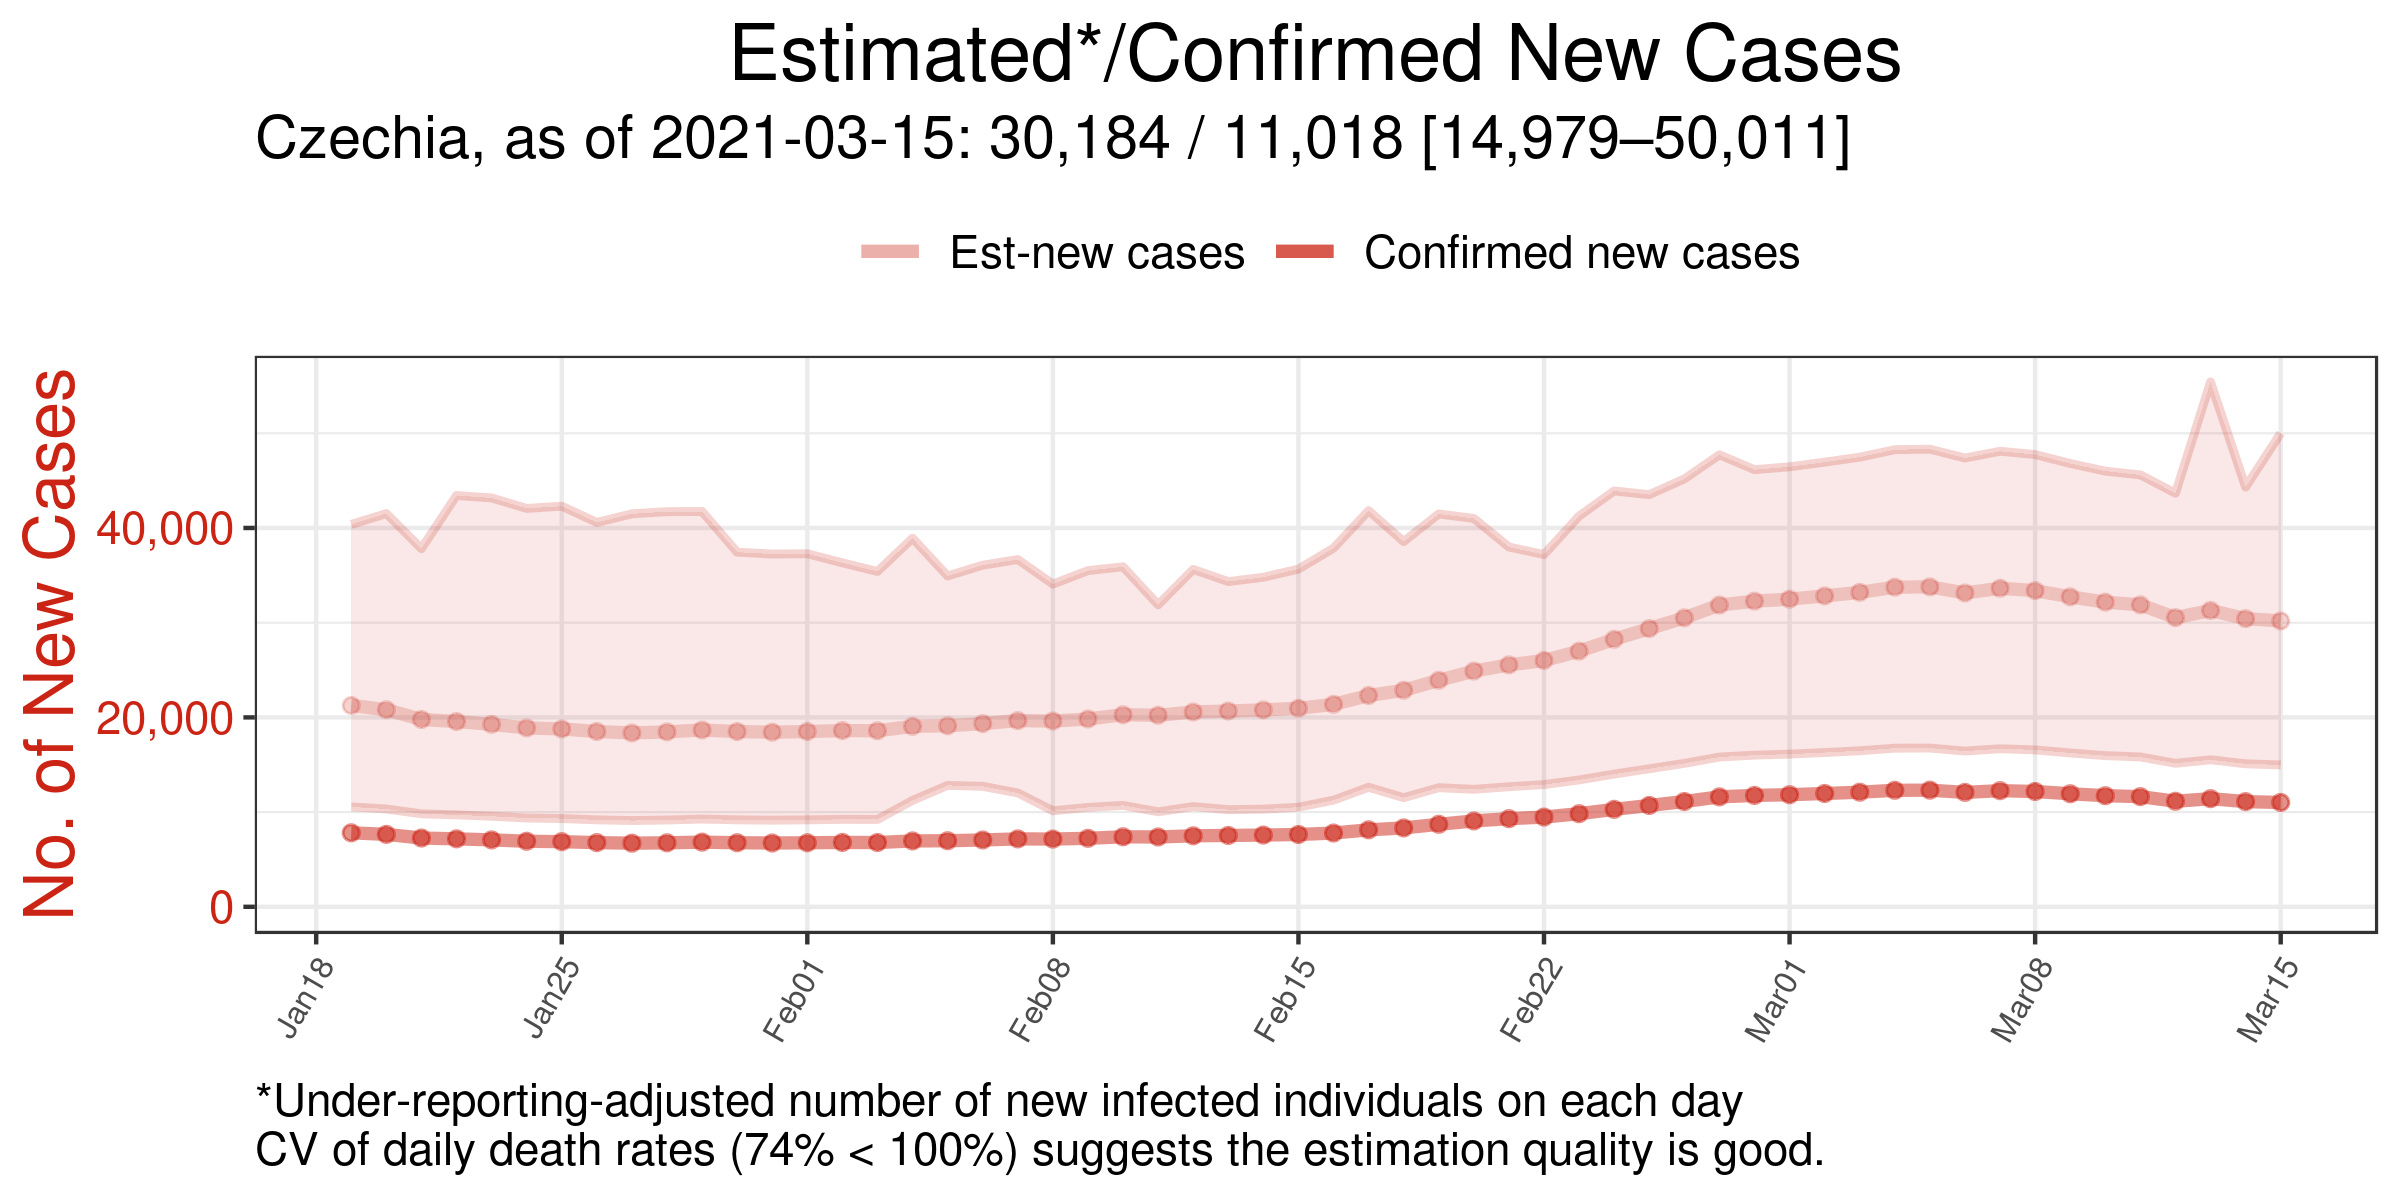 Estimated*/Confirmed New Cases
Czechia, as of 2021-03-15: 30,184 / 11,018 [14,979–50,011]
Est-new cases
Confirmed new cases
No. of New Cases
40,000
20,000
0
Jan18
Jan25
Feb01
Feb08
Feb15
Feb22
Mar01
Mar08
Mar15
*Under-reporting-adjusted number of new infected individuals on each day
CV of daily death rates (74% < 100%) suggests the estimation quality is good.